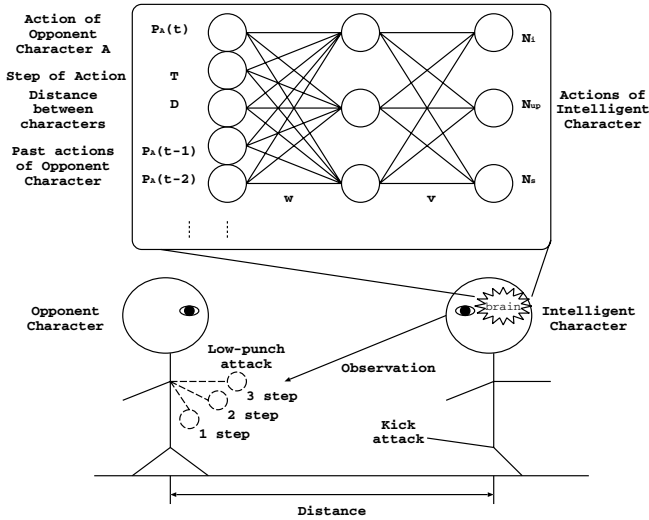 Action of
Opponent
Character A
PA(t)
Ni
Step of Action
T
Distance
between
characters
D
Nup
Actions of
Intelligent
Character
Past actions
of Opponent
Character
PA(t-1)
PA(t-2)
Ns
w
v
brain
Opponent
Character
Intelligent
Character
Low-punch
attack
Observation
3 step
2 step
1 step
Kick
attack
Distance